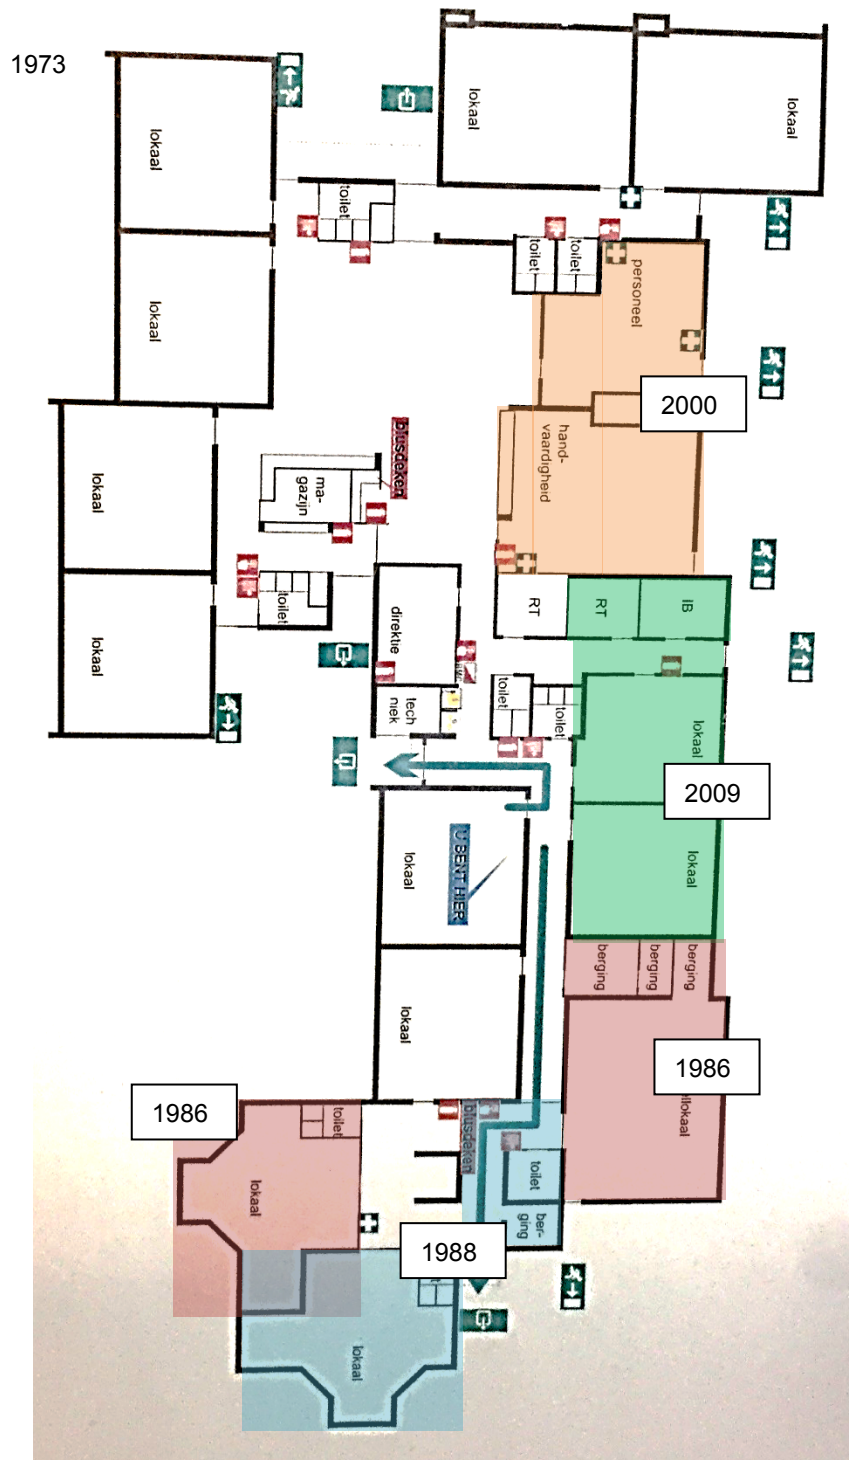 1973
lokaal
lokaal
lokaal
toilet
toilet
toilet
personeel
lokaal
2000
hand-
vaardigheid
blusdeken
ma-
gazijn
lokaal
toilet
direktie
RT
RT
IB
lokaal
tech
niek
toilet
toilet
lokaal
2009
U BENT HIER
lokaal
lokaal
berging
berging
berging
lokaal
1986
llokaal
1986
toilet
blusdeken
toilet
lokaal
ber-
ging
1988
lokaal